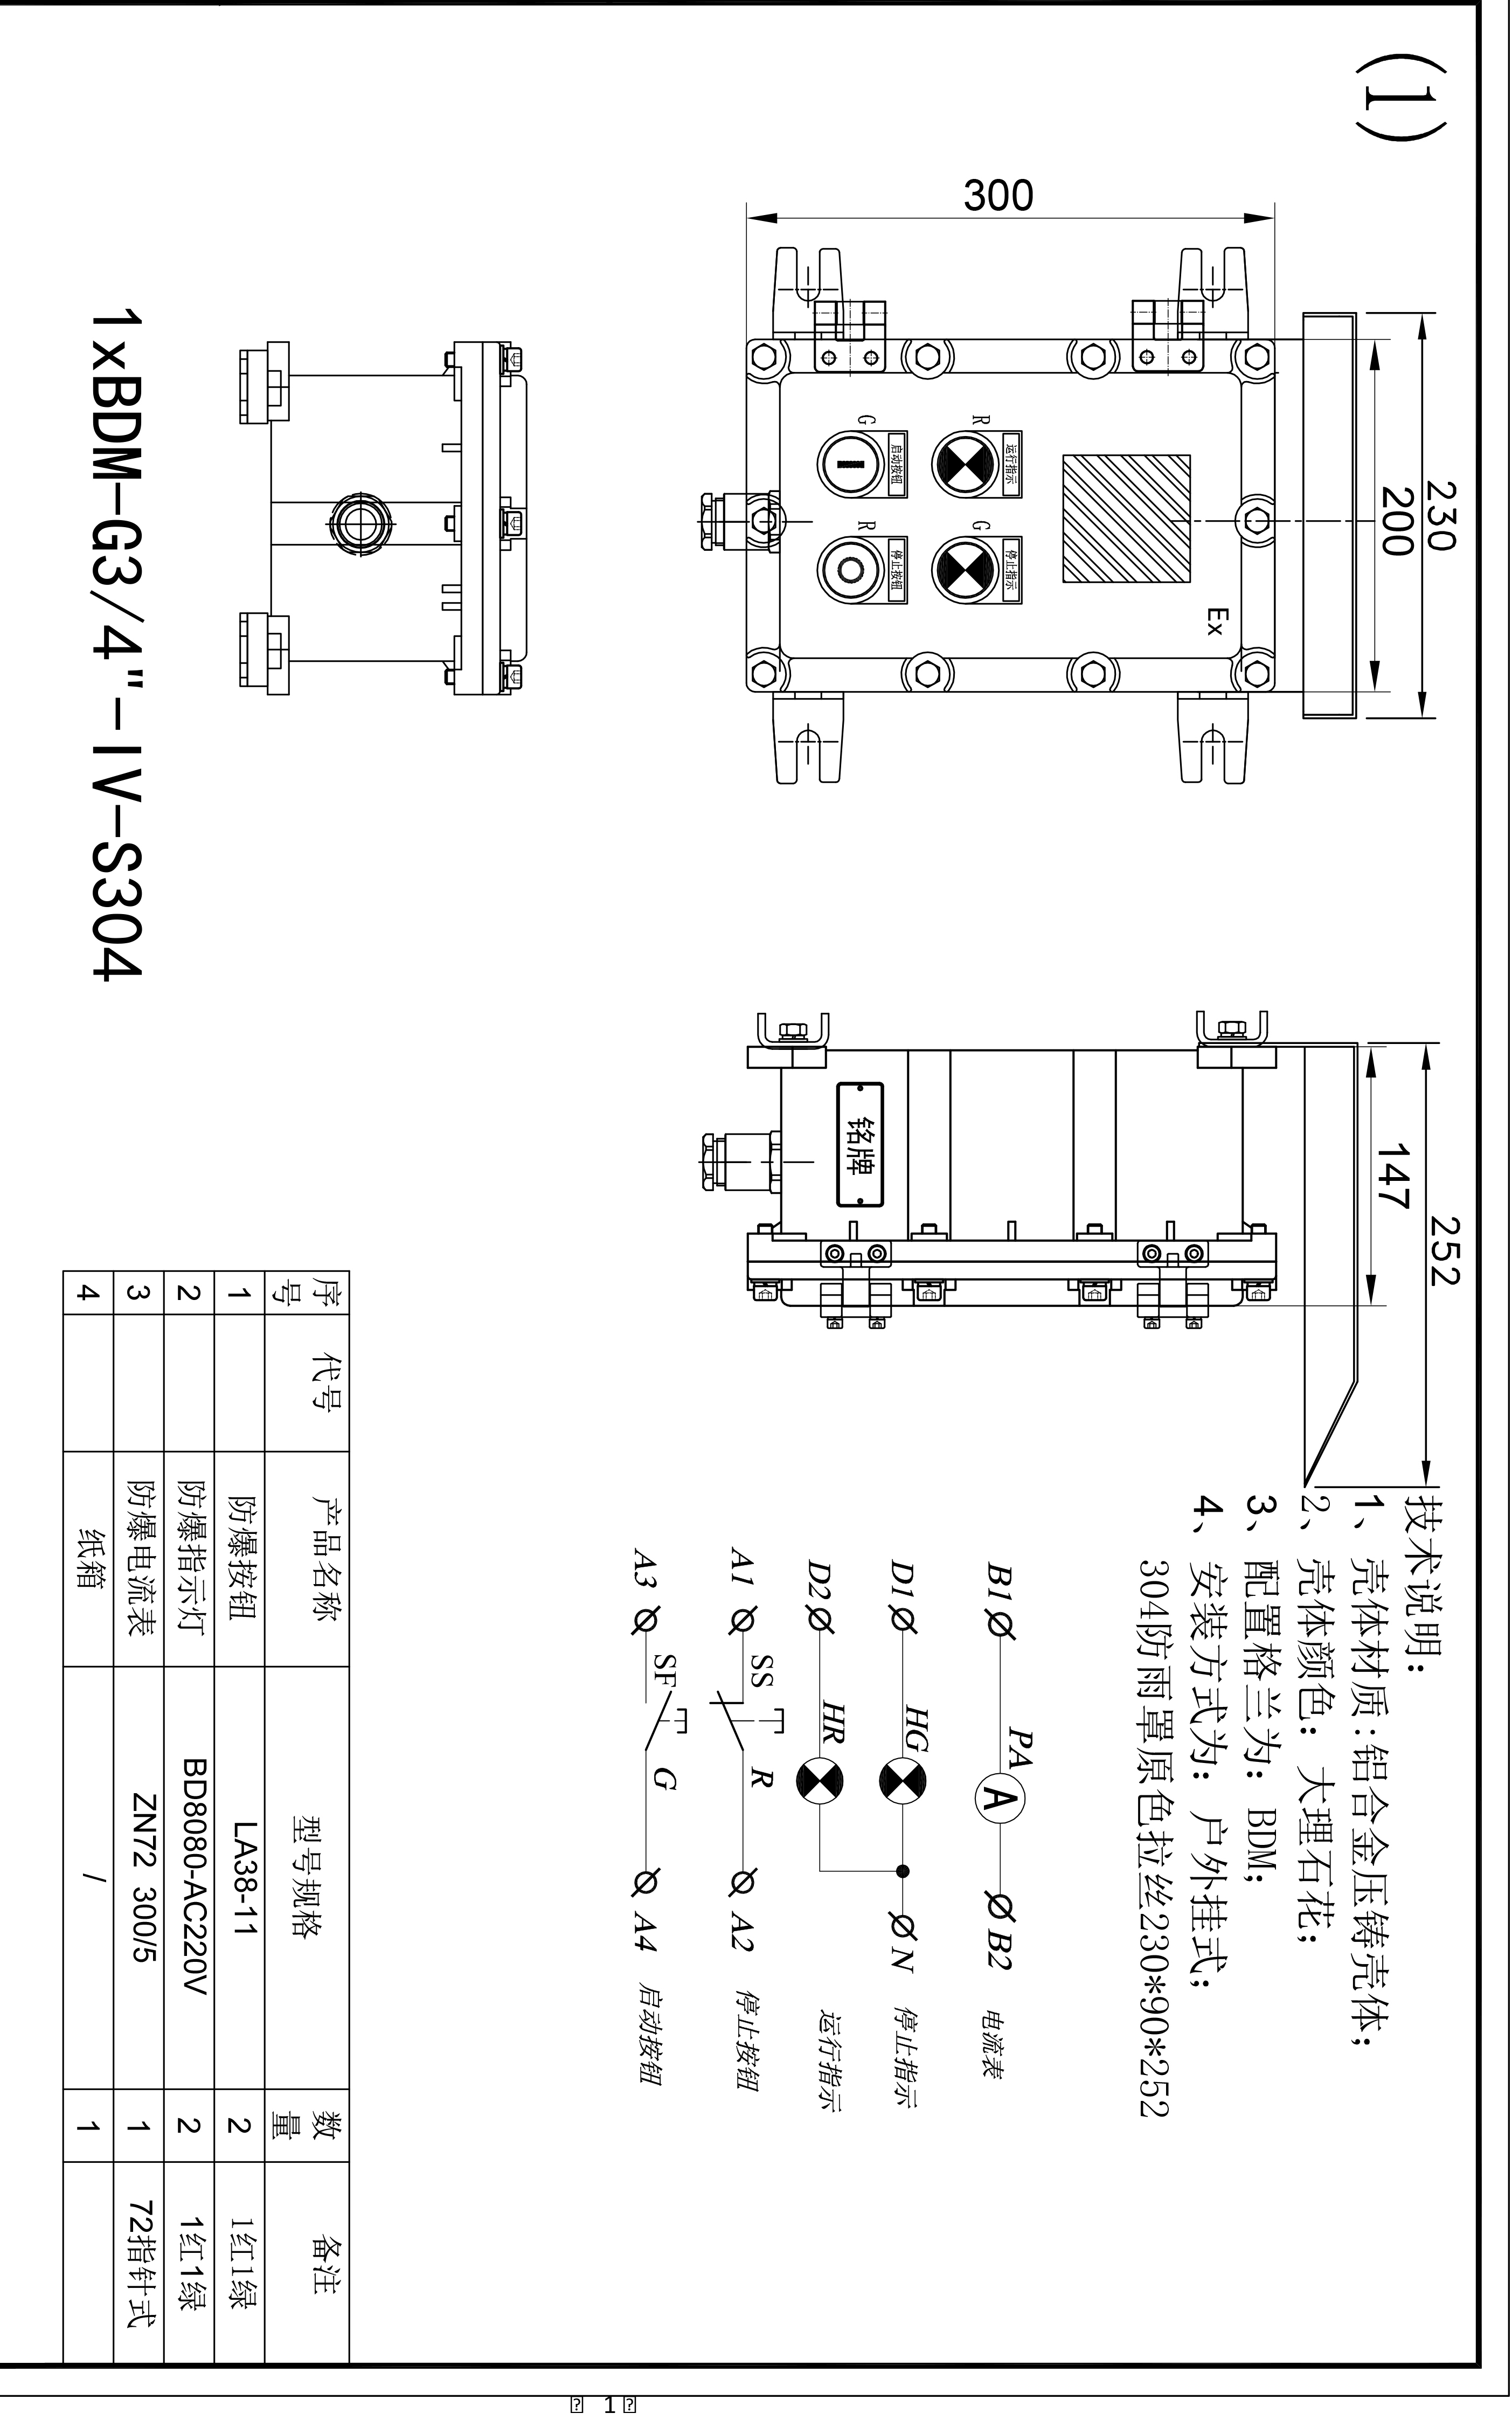 (1)
230
200
300
Ex
R
运行指示
G
停止指示
G
启动按钮
R
停止按钮
252
147
铭牌
技术说明：
1、壳体材质:铝合金压铸壳体；
2、壳体颜色：大理石花；
3、配置格兰为：BDM；
4、安装方式为：户外挂式；
304防雨罩原色拉丝230*90*252
B1 PA A B2 电流表
D1 HG N 停止指示
D2 HR 运行指示
A1 SS R A2 停止按钮
A3 SF G A4 启动按钮
1xBDM-G3/4"-IV-S304
序号 代号 产品名称 型号规格 数量 备注
1 防爆按钮 LA38-11 2 1红1绿
2 防爆指示灯 BD8080-AC220V 2 1红1绿
3 防爆电流表 ZN72 300/5 1 72指针式
4 纸箱 / 1
1